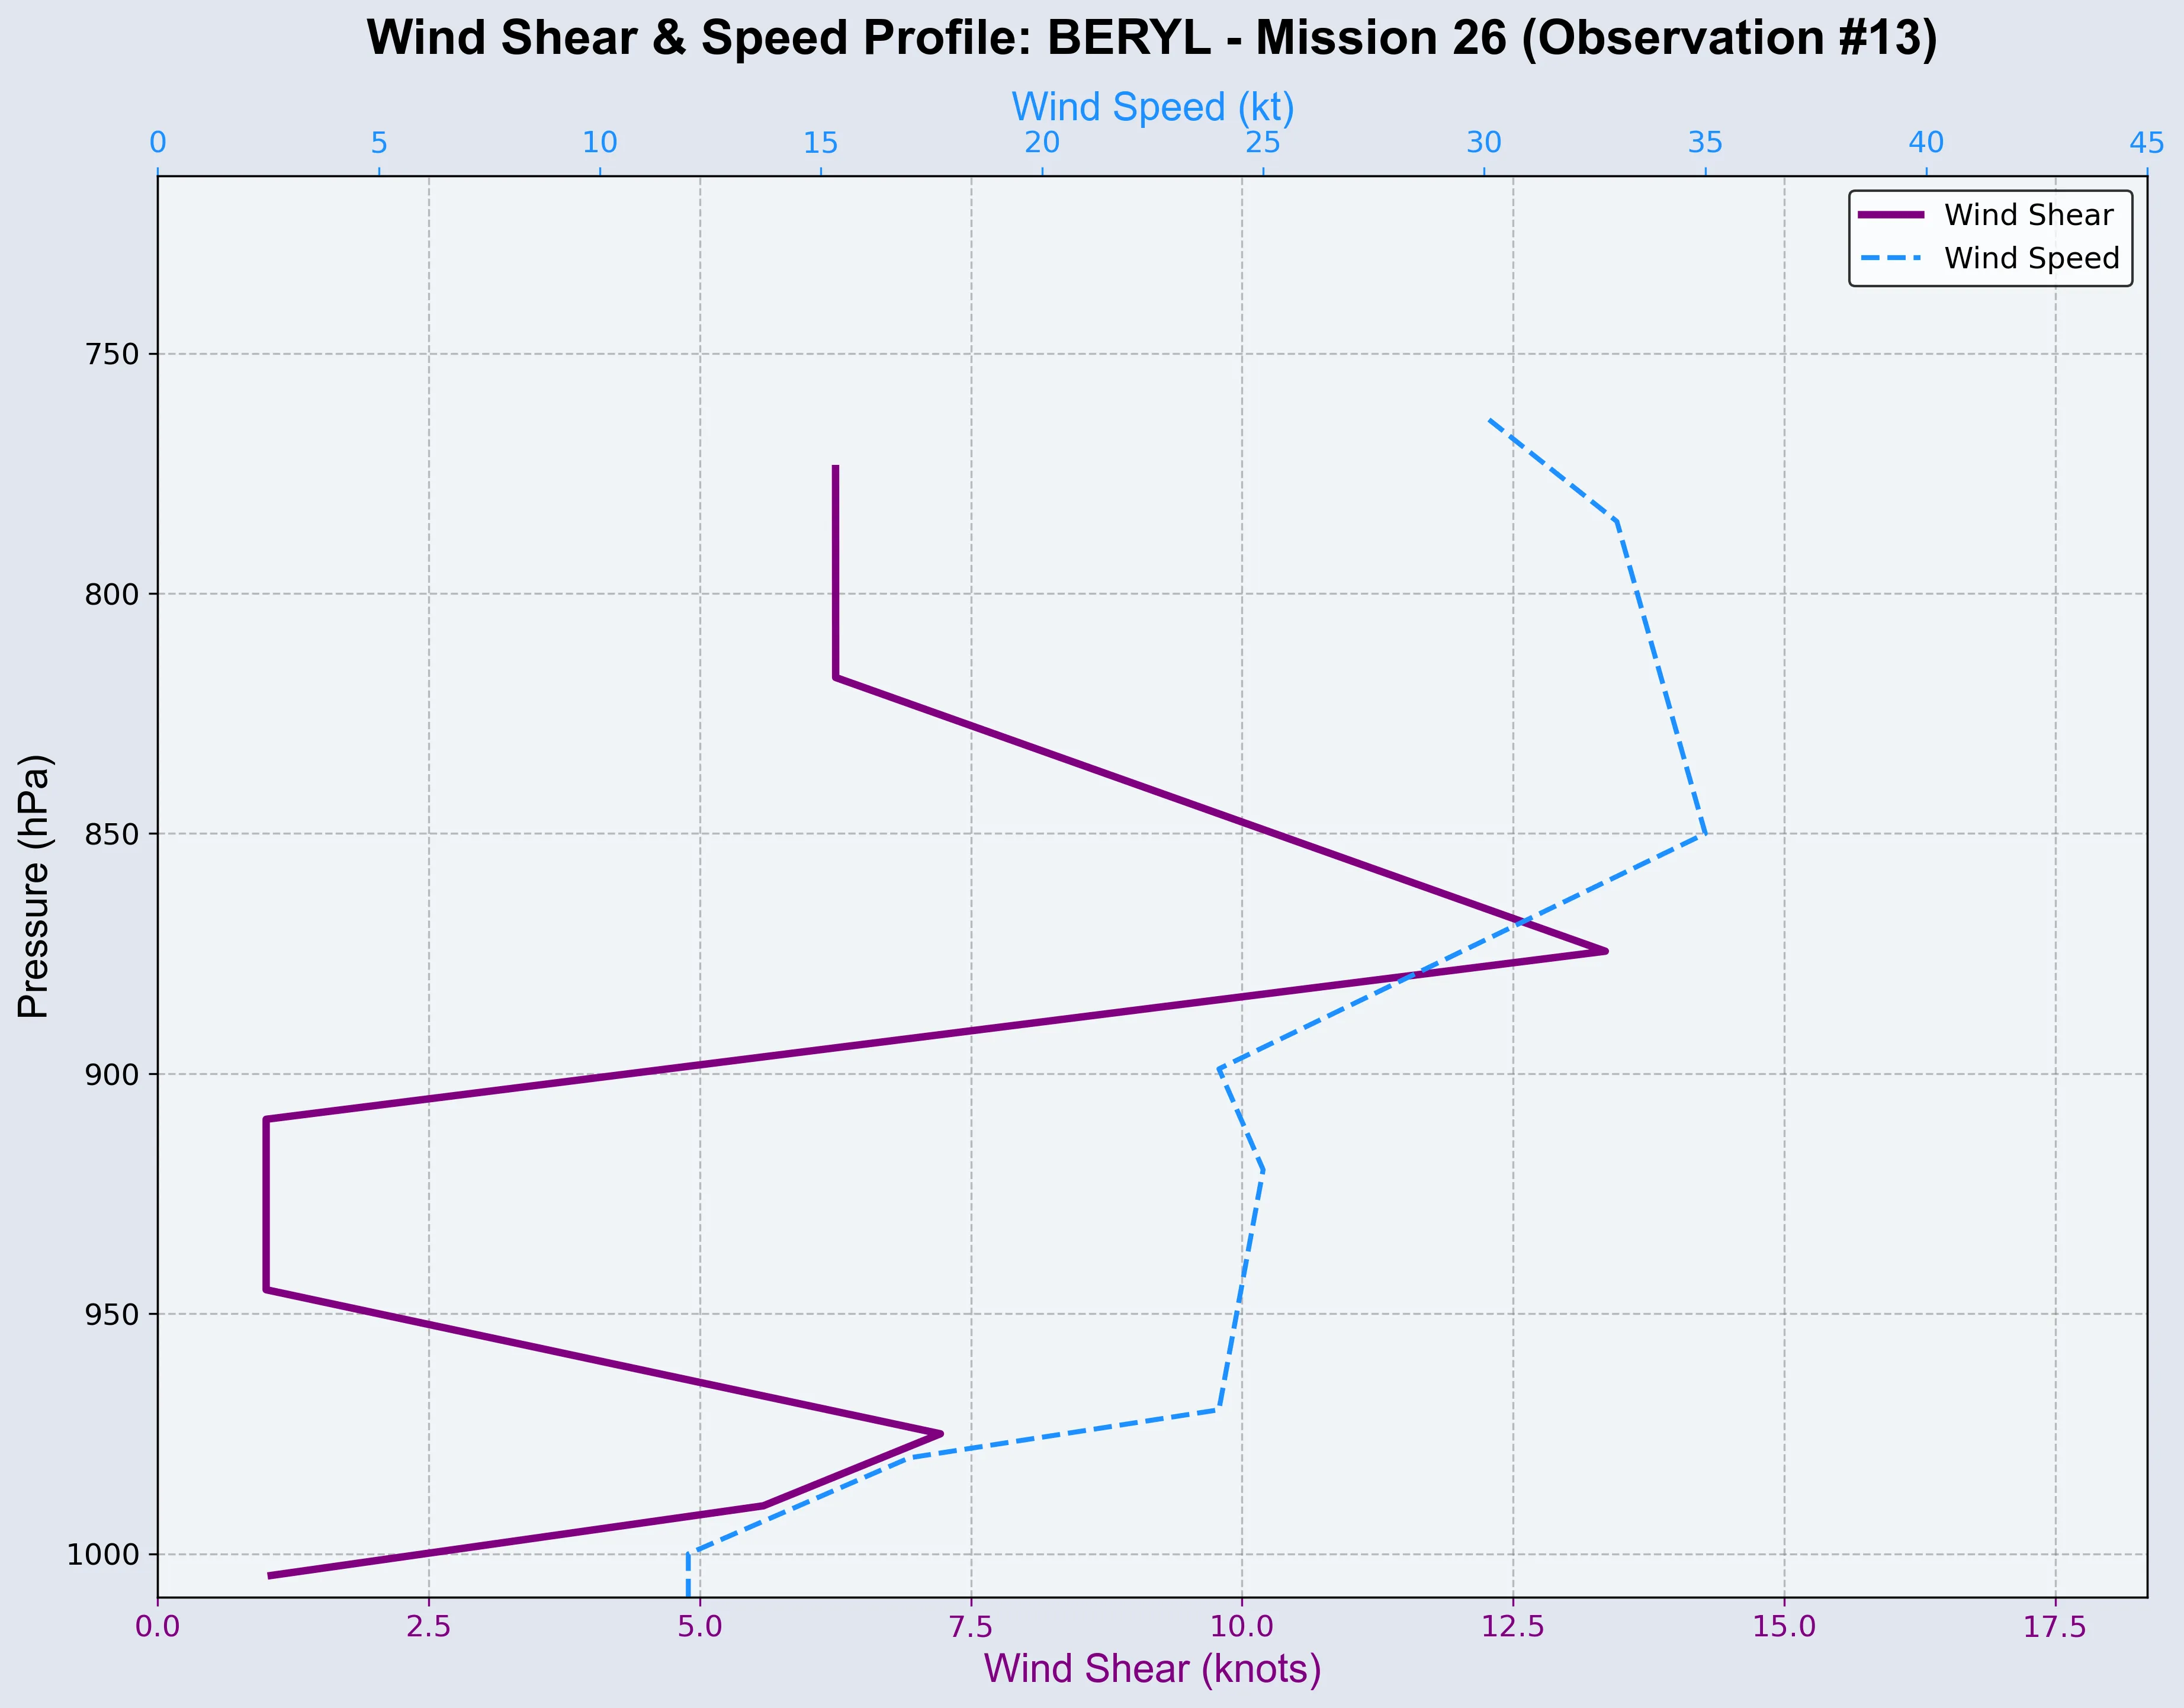 Wind Shear & Speed Profile: BERYL - Mission 26 (Observation #13)
Wind Speed (kt)
0 5 10 15 20 25 30 35 40 45
Wind Shear
Wind Speed
750
800
850
900
950
1000
Pressure (hPa)
0.0 2.5 5.0 7.5 10.0 12.5 15.0 17.5
Wind Shear (knots)